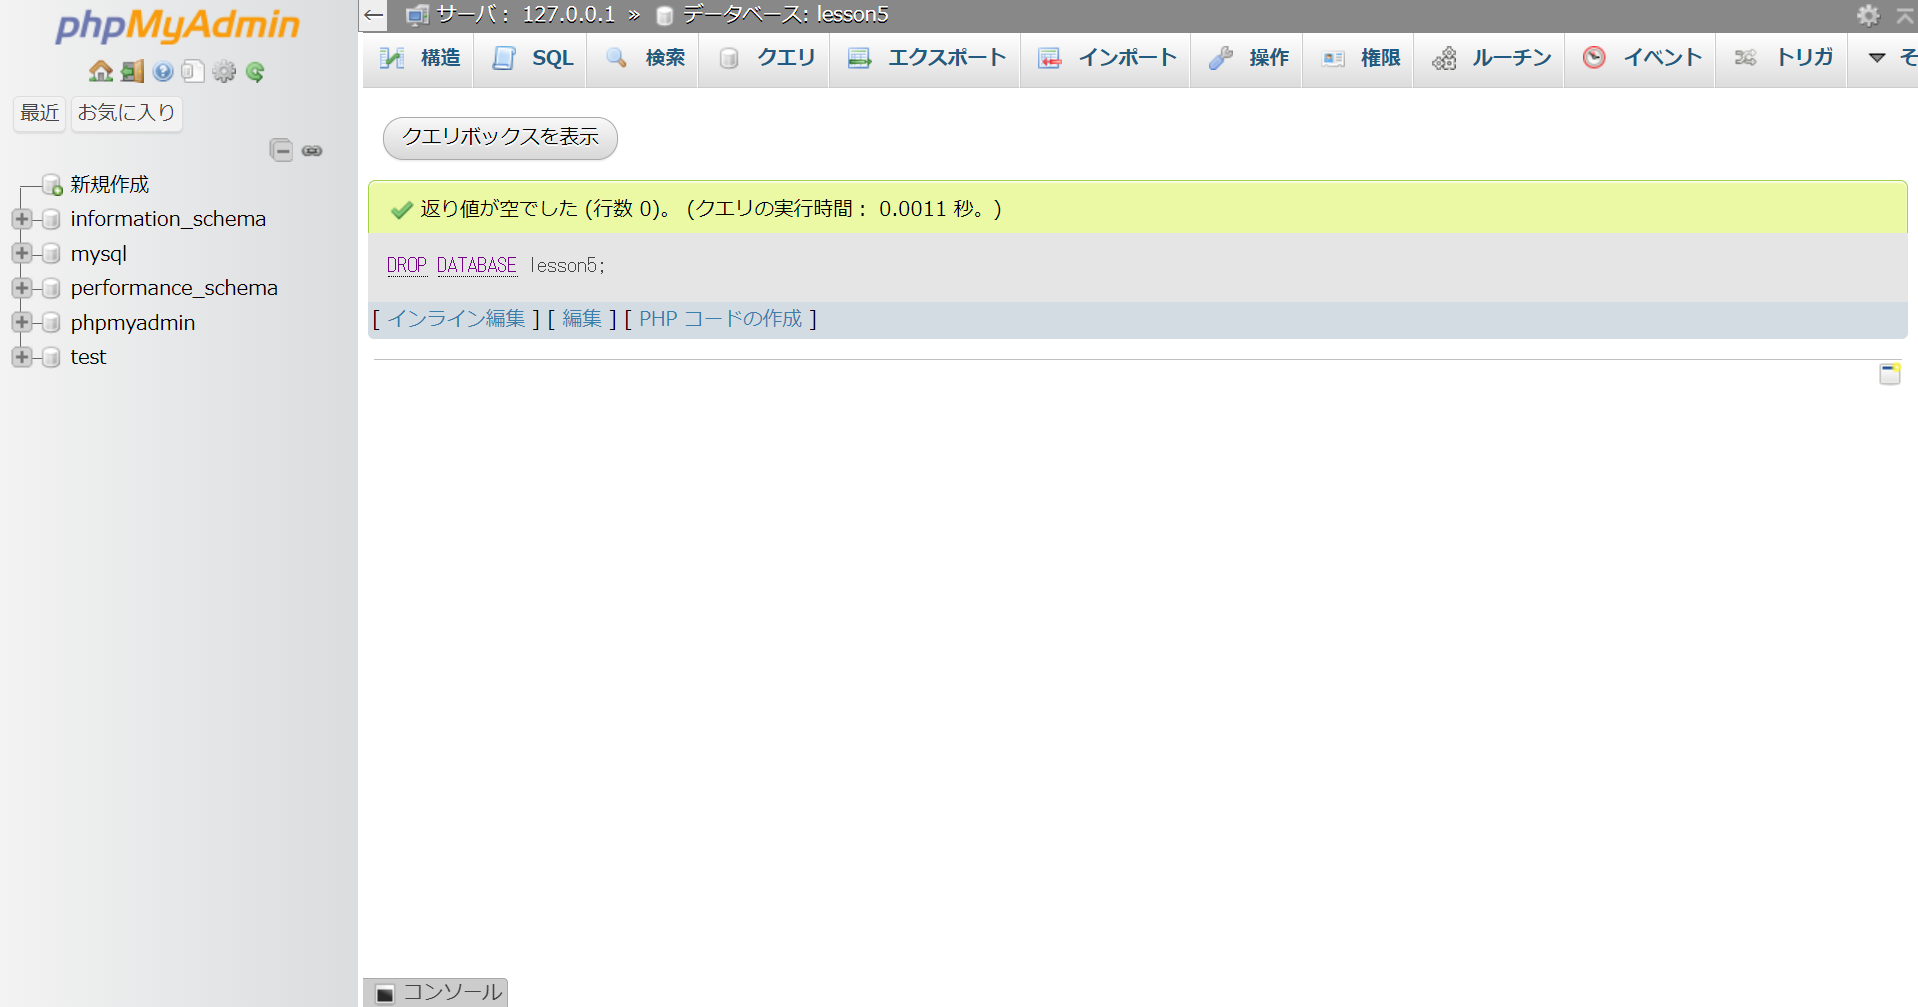 phpMyAdmin
最近 お気に入り
新規作成
information_schema
mysql
performance_schema
phpmyadmin
test
← サーバ： 127.0.0.1 » データベース: lesson5
構造 SQL 検索 クエリ エクスポート インポート 操作 権限 ルーチン イベント トリガ ▼ そ
クエリボックスを表示
返り値が空でした (行数 0)。 (クエリの実行時間： 0.0011 秒。)
DROP DATABASE lesson5;
[ インライン編集 ] [ 編集 ] [ PHP コードの作成 ]
コンソール